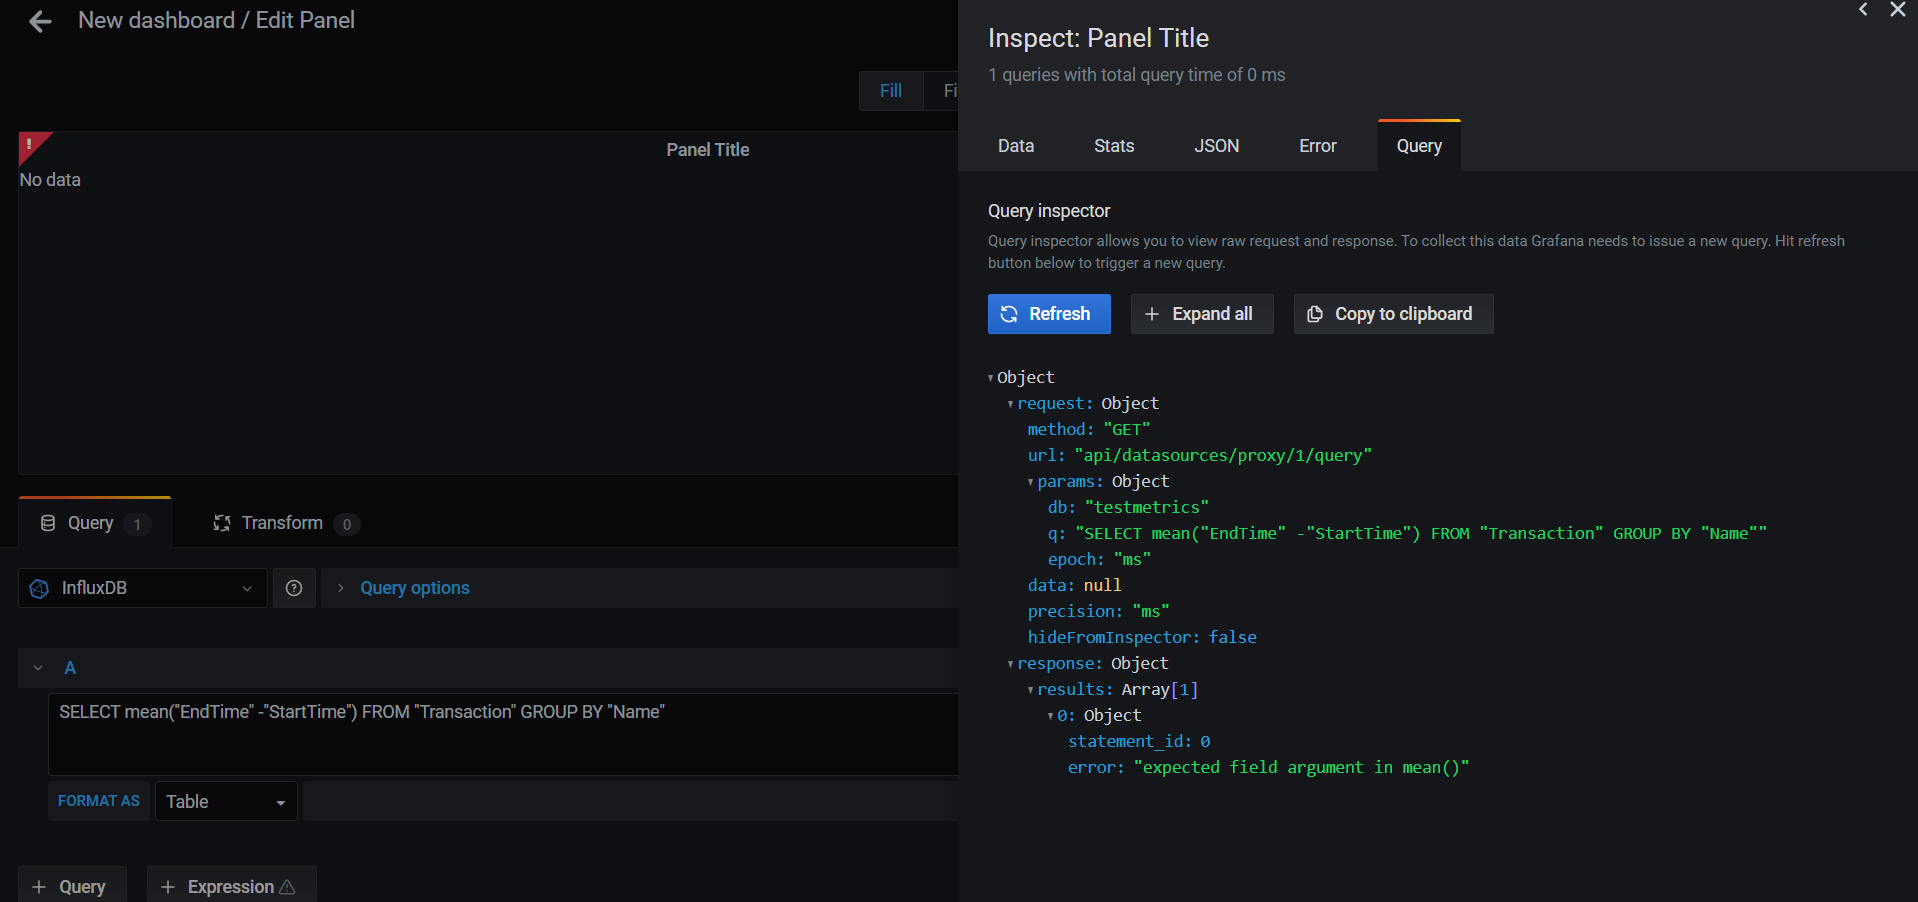 New dashboard / Edit Panel
Fill Fi
!
Panel Title
No data
Query 1 Transform 0
InfluxDB Query options
A
SELECT mean("EndTime" -"StartTime") FROM "Transaction" GROUP BY "Name"
FORMAT AS Table
+ Query + Expression
Inspect: Panel Title
1 queries with total query time of 0 ms
Data Stats JSON Error Query
Query inspector
Query inspector allows you to view raw request and response. To collect this data Grafana needs to issue a new query. Hit refresh
button below to trigger a new query.
Refresh + Expand all Copy to clipboard
Object
request: Object
method: "GET"
url: "api/datasources/proxy/1/query"
params: Object
db: "testmetrics"
q: "SELECT mean("EndTime" -"StartTime") FROM "Transaction" GROUP BY "Name""
epoch: "ms"
data: null
precision: "ms"
hideFromInspector: false
response: Object
results: Array[1]
0: Object
statement_id: 0
error: "expected field argument in mean()"